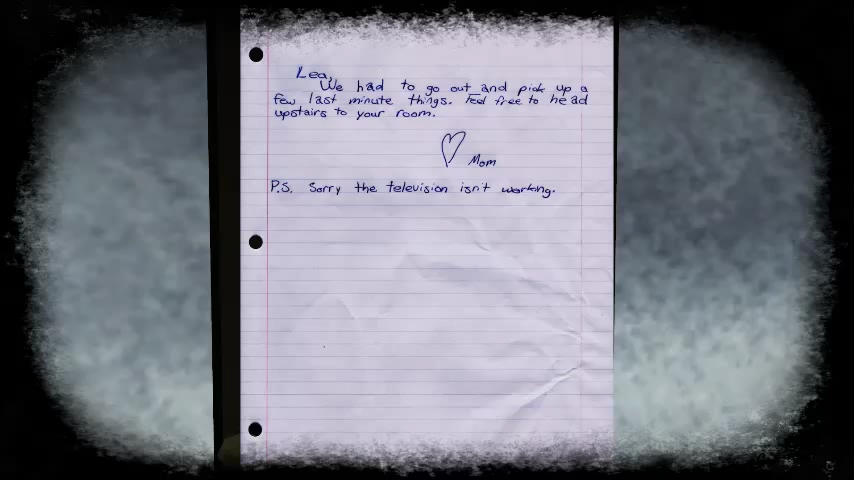 Lea,
We had to go out and pick up a
few last minute things. Feel free to head
upstairs to your room.
♡ Mom
P.S. Sorry the television isn't working.